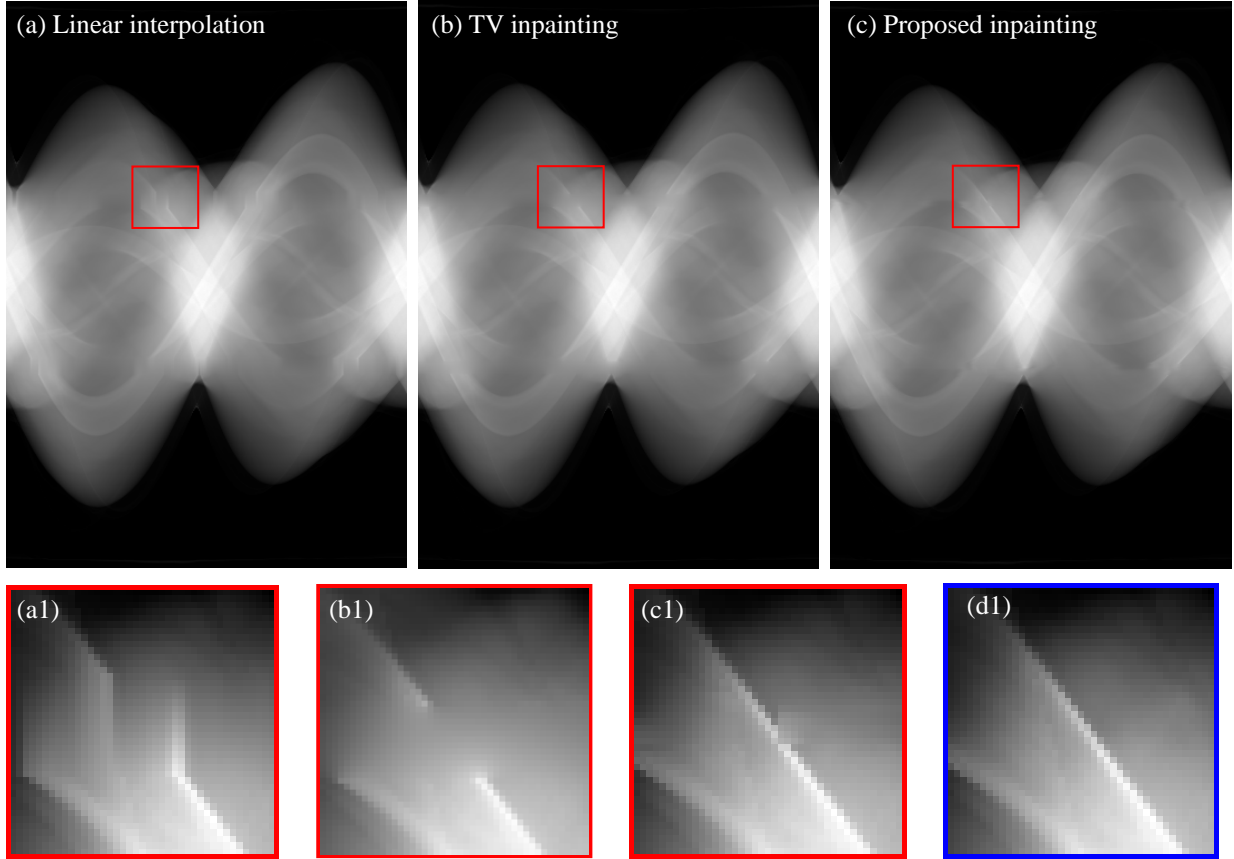 (a) Linear interpolation
(b) TV inpainting
(c) Proposed inpainting
(a1)
(b1)
(c1)
(d1)